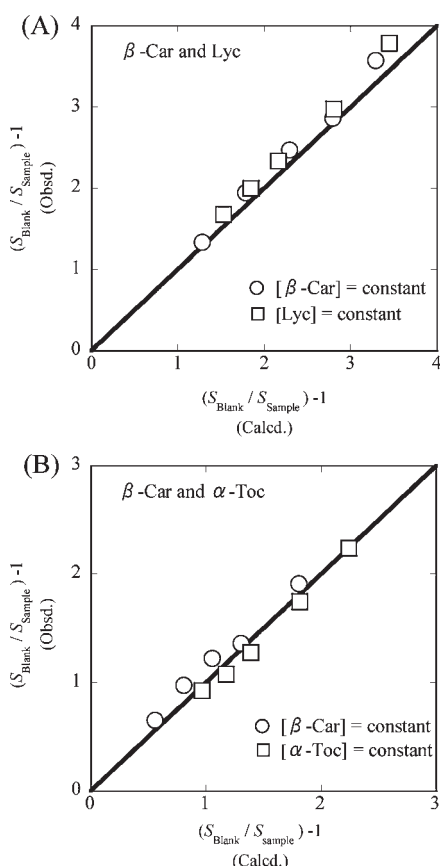 (A)
β-Car and Lyc
4
3
2
1
0
(S_Blank / S_Sample) -1
(Obsd.)
[β-Car] = constant
[Lyc] = constant
0 1 2 3 4
(S_Blank / S_Sample) -1
(Calcd.)
(B)
β-Car and α-Toc
3
2
1
0
(S_Blank / S_Sample) -1
(Obsd.)
[β-Car] = constant
[α-Toc] = constant
0 1 2 3
(S_Blank / S_sample) -1
(Calcd.)